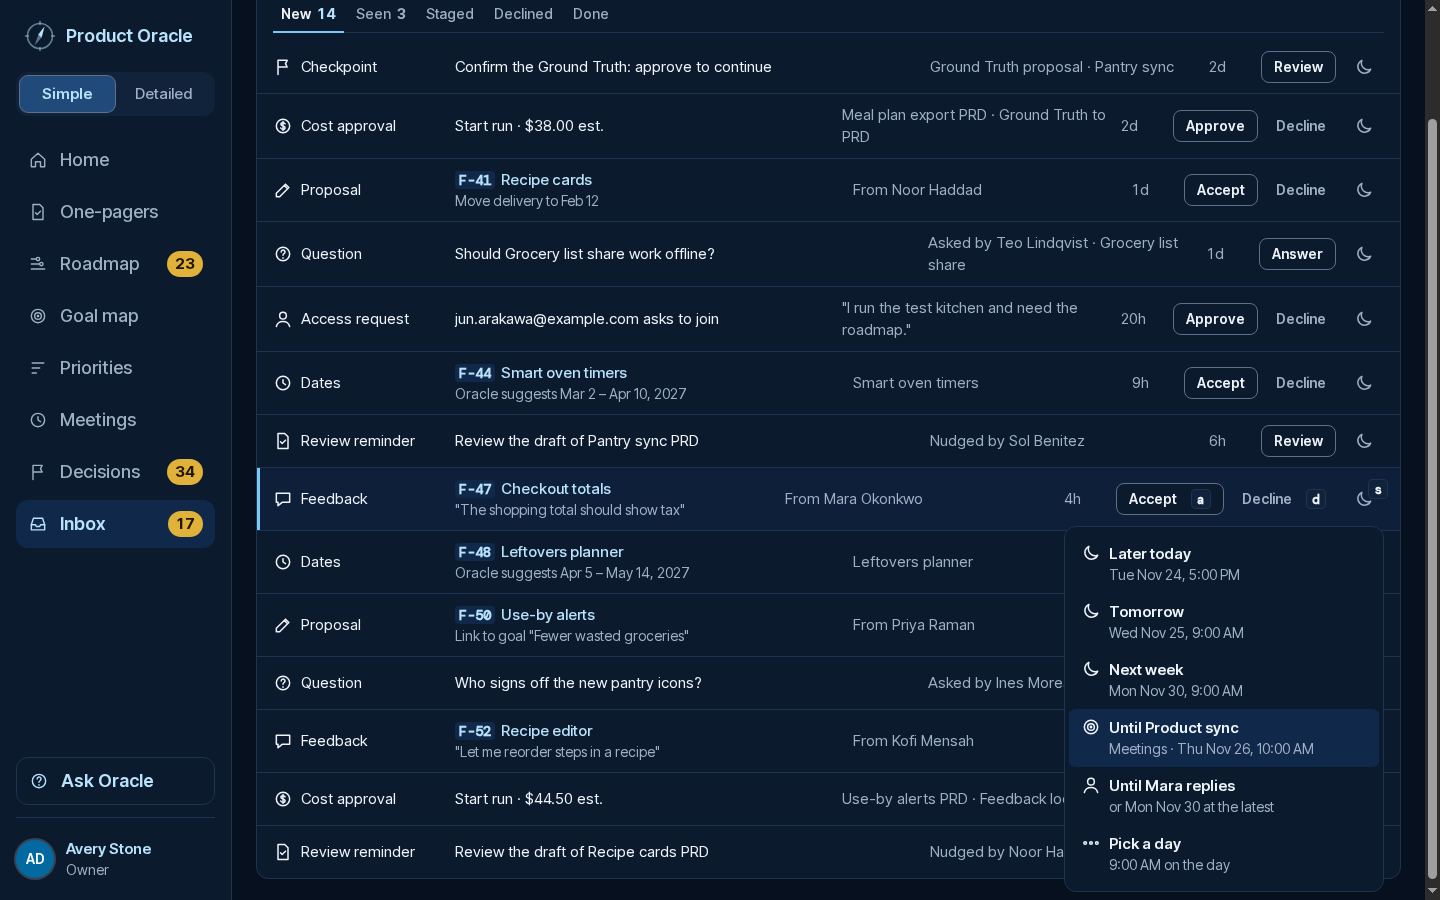 Product Oracle
Simple Detailed
Home
One-pagers
Roadmap 23
Goal map
Priorities
Meetings
Decisions 34
Inbox 17
Ask Oracle
AD Avery Stone
Owner
New 14 Seen 3 Staged Declined Done
Checkpoint Confirm the Ground Truth: approve to continue Ground Truth proposal · Pantry sync 2d Review
Cost approval Start run · $38.00 est. Meal plan export PRD · Ground Truth to PRD 2d Approve Decline
Proposal F-41 Recipe cards
Move delivery to Feb 12 From Noor Haddad 1d Accept Decline
Question Should Grocery list share work offline? Asked by Teo Lindqvist · Grocery list share 1d Answer
Access request jun.arakawa@example.com asks to join "I run the test kitchen and need the roadmap." 20h Approve Decline
Dates F-44 Smart oven timers
Oracle suggests Mar 2 – Apr 10, 2027 Smart oven timers 9h Accept Decline
Review reminder Review the draft of Pantry sync PRD Nudged by Sol Benitez 6h Review
Feedback F-47 Checkout totals
"The shopping total should show tax" From Mara Okonkwo 4h Accept a Decline d s
Dates F-48 Leftovers planner
Oracle suggests Apr 5 – May 14, 2027 Leftovers planner
Proposal F-50 Use-by alerts
Link to goal "Fewer wasted groceries" From Priya Raman
Question Who signs off the new pantry icons? Asked by Ines More
Feedback F-52 Recipe editor
"Let me reorder steps in a recipe" From Kofi Mensah
Cost approval Start run · $44.50 est. Use-by alerts PRD · Feedback lo
Review reminder Review the draft of Recipe cards PRD Nudged by Noor Ha
Later today
Tue Nov 24, 5:00 PM
Tomorrow
Wed Nov 25, 9:00 AM
Next week
Mon Nov 30, 9:00 AM
Until Product sync
Meetings · Thu Nov 26, 10:00 AM
Until Mara replies
or Mon Nov 30 at the latest
Pick a day
9:00 AM on the day